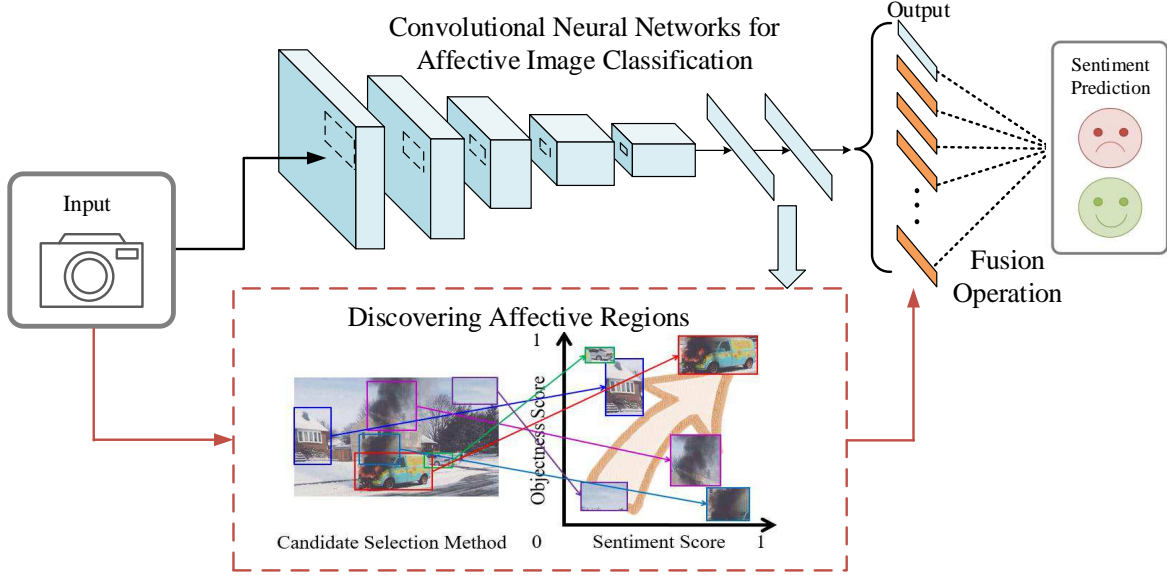 Convolutional Neural Networks for
Affective Image Classification
Output
Sentiment
Prediction
Input
Fusion
Operation
Discovering Affective Regions
1
Objectness Score
Candidate Selection Method
0
Sentiment Score
1